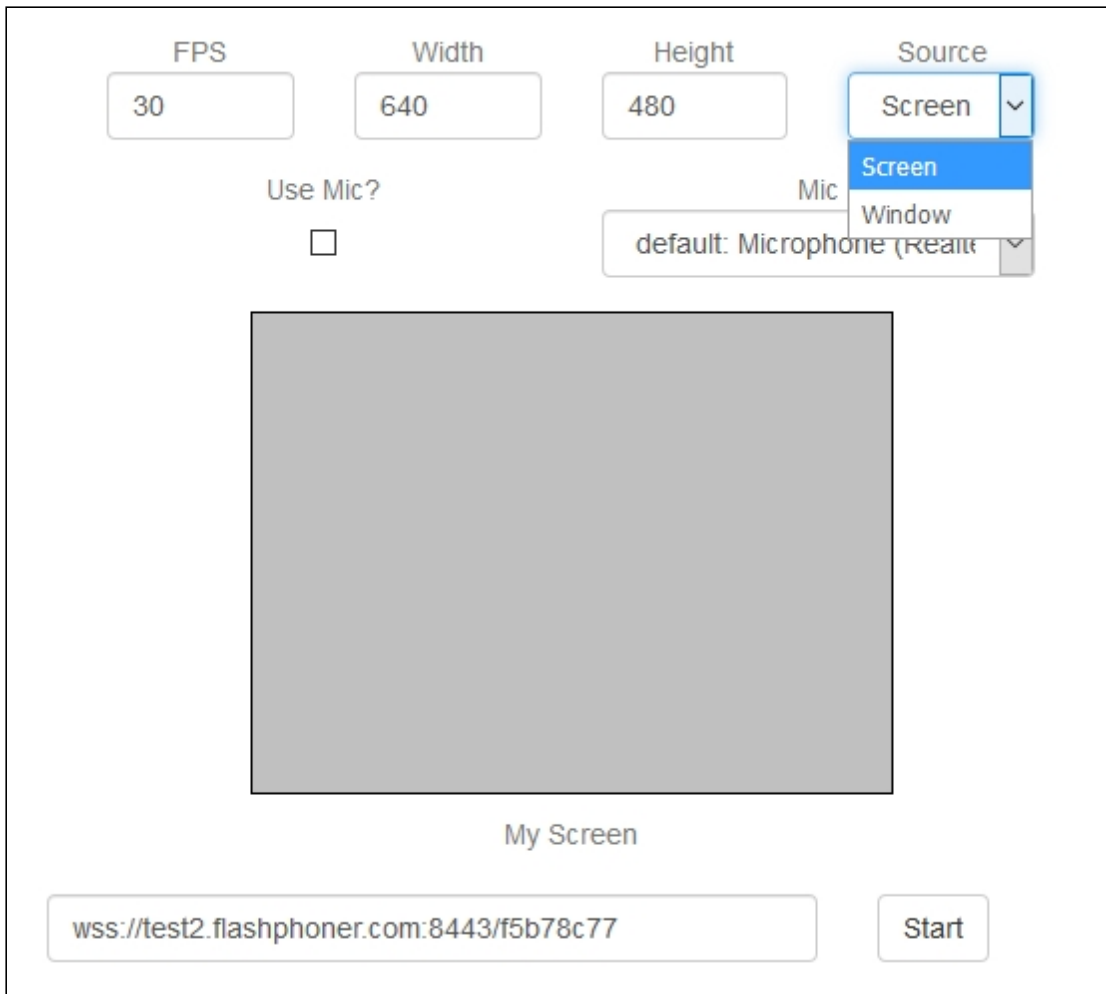 FPS Width Height Source
30 640 480 Screen
Screen
Use Mic? Mic
Window
default: Microphone
My Screen
wss://test2.flashphoner.com:8443/f5b78c77 Start